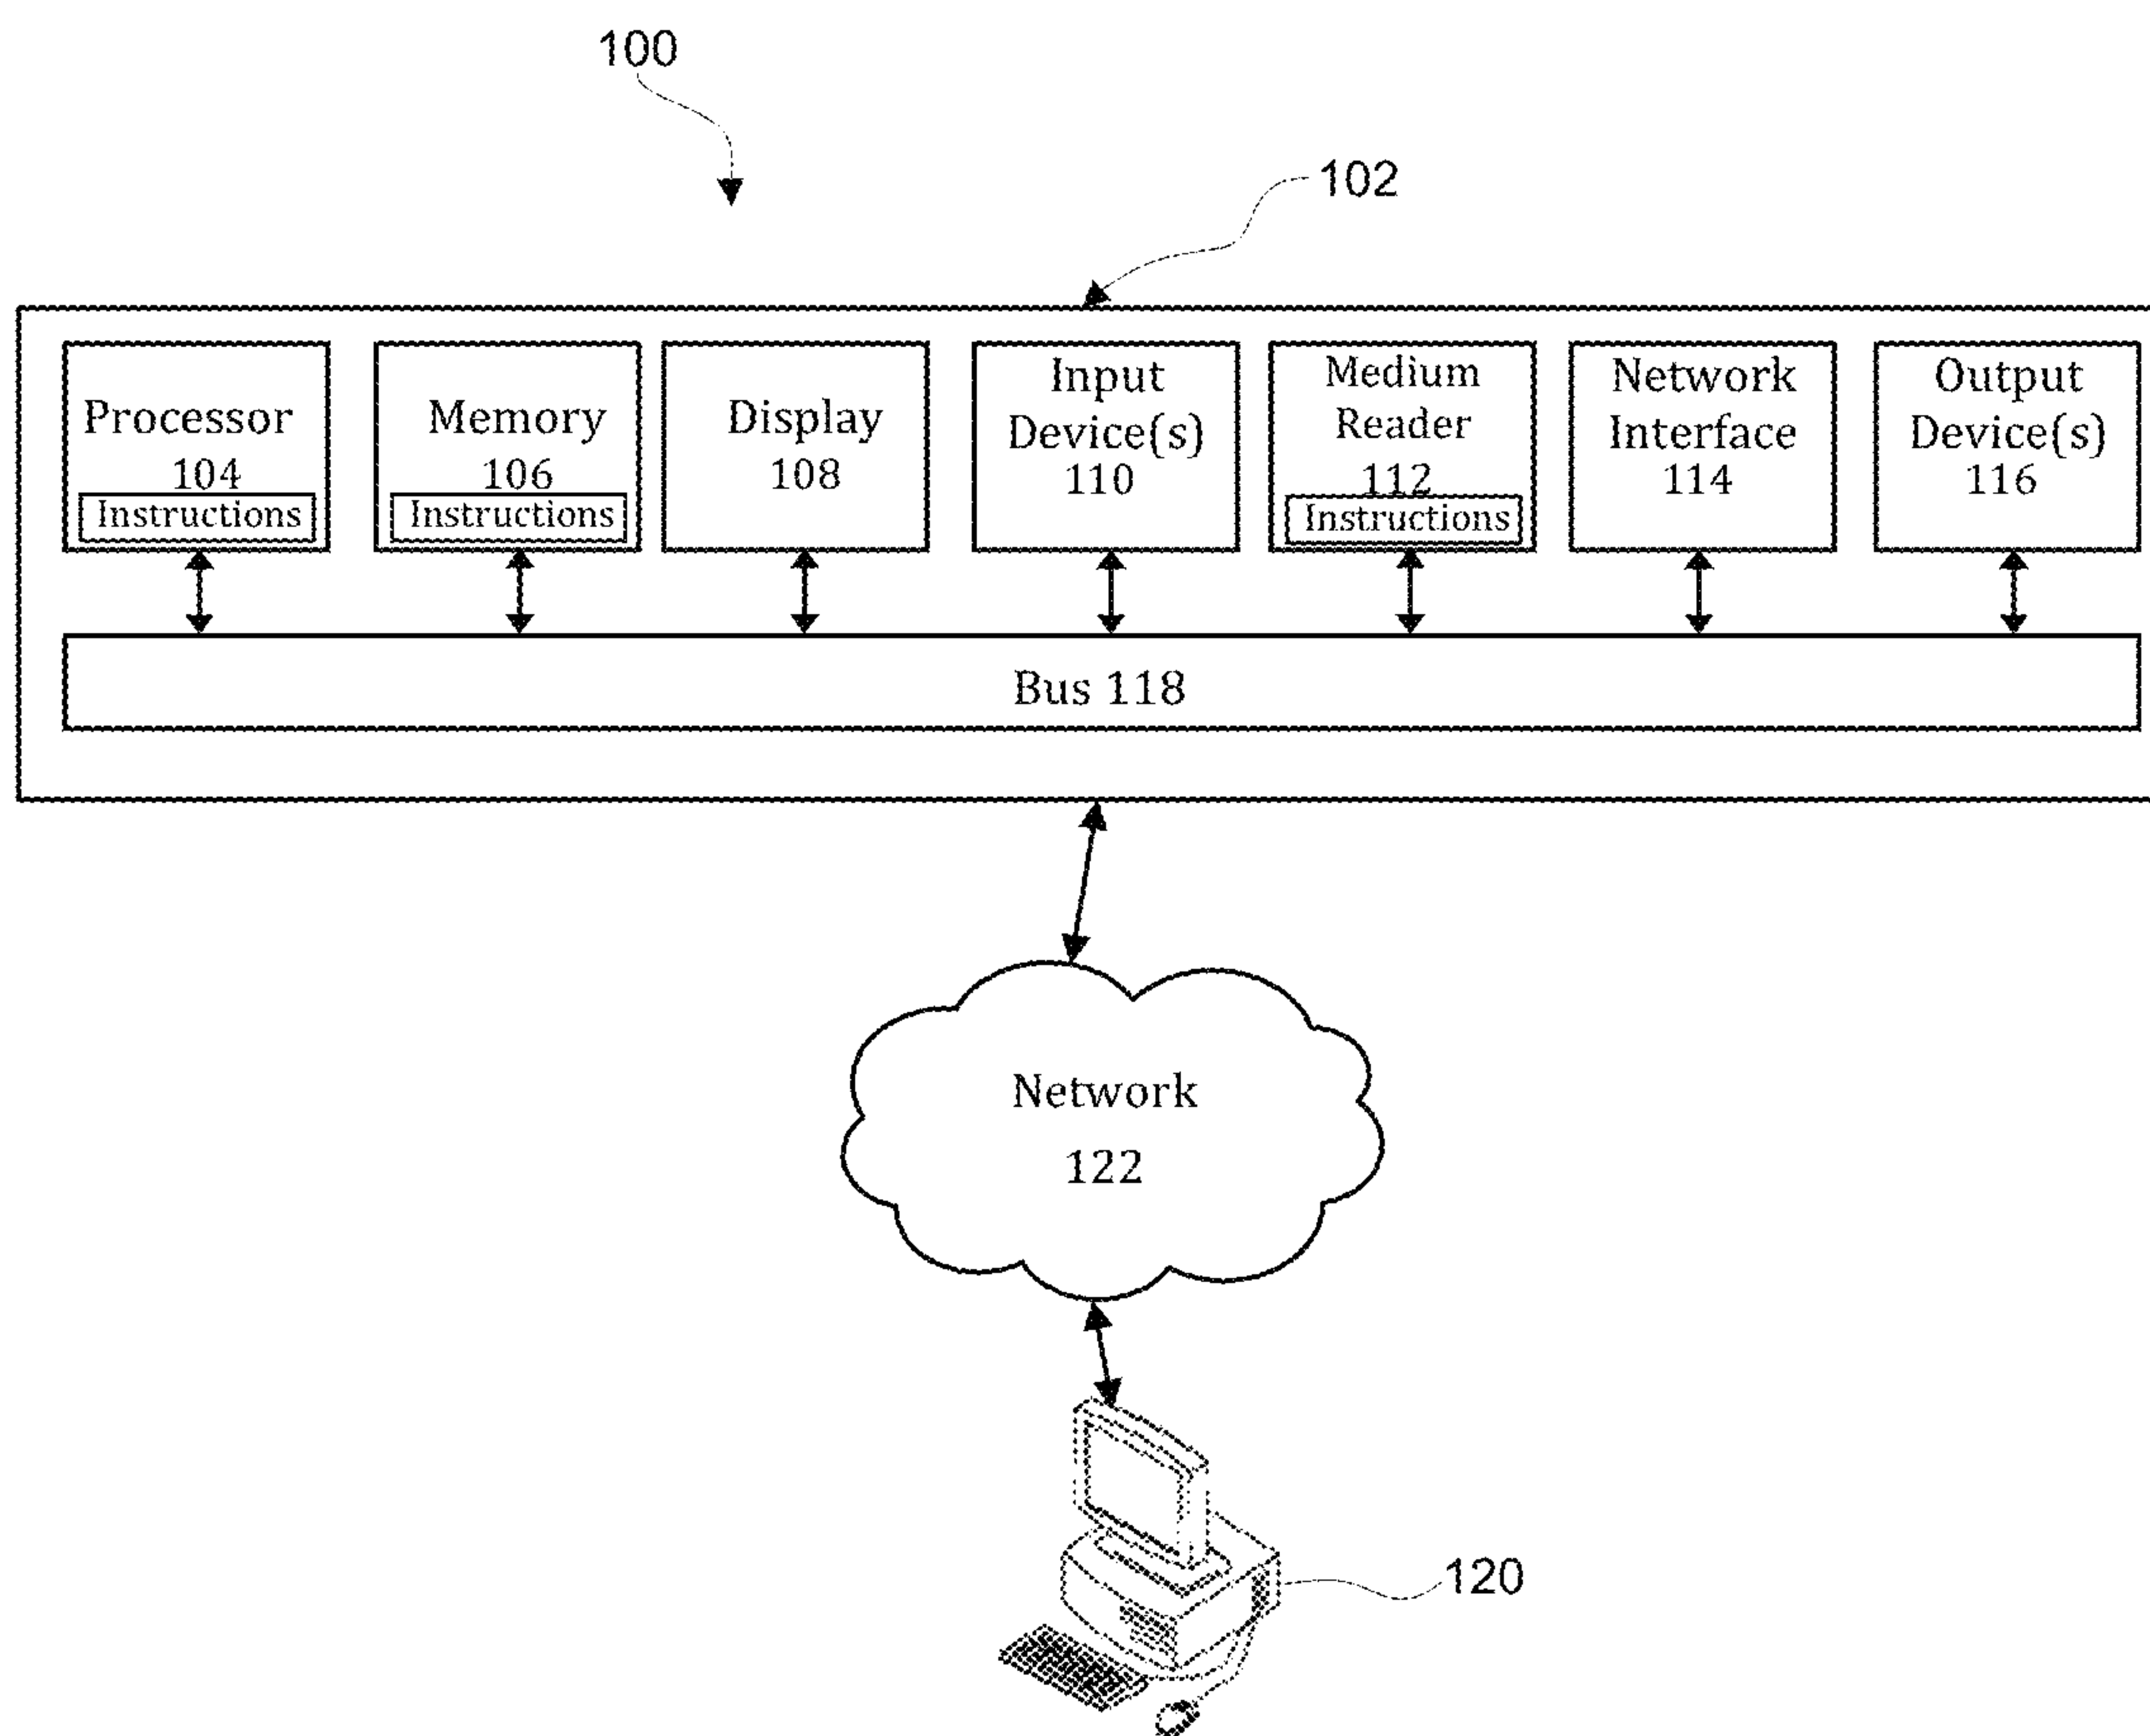 100
102
Processor
104
Instructions
Memory
106
Instructions
Display
108
Input
Device(s)
110
Medium
Reader
112
Instructions
Network
Interface
114
Output
Device(s)
116
Bus 118
Network
122
120